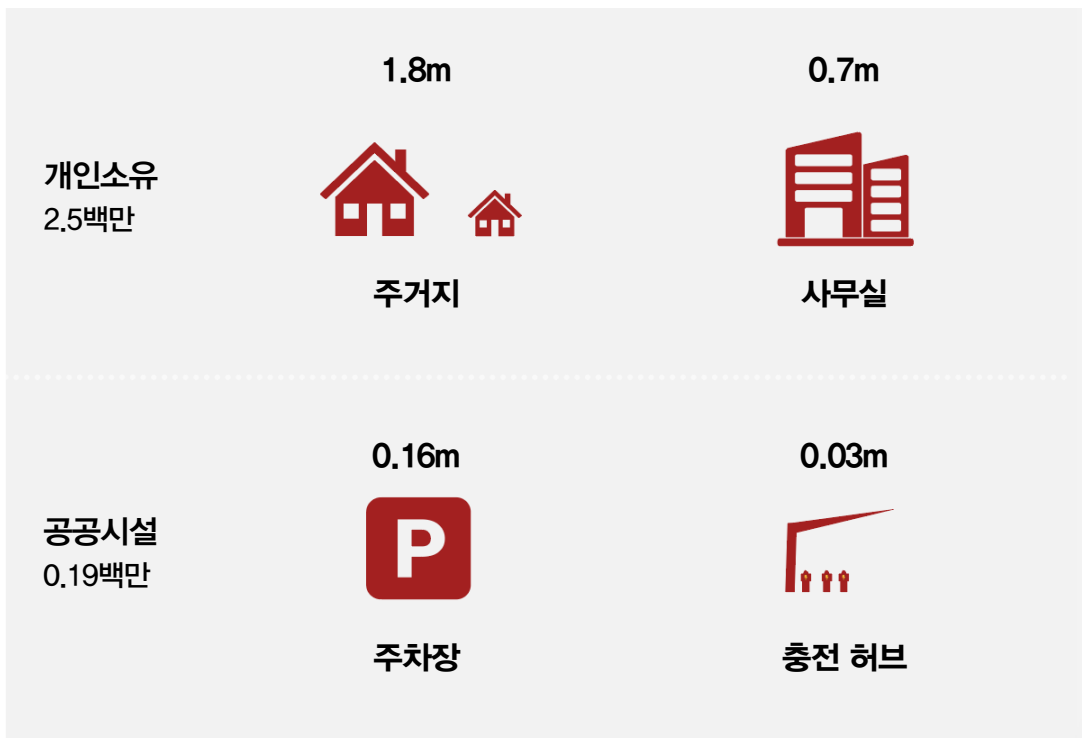 1.8m
0.7m
개인소유
2.5백만
주거지
사무실
0.16m
0.03m
공공시설
0.19백만
P
주차장
충전 허브